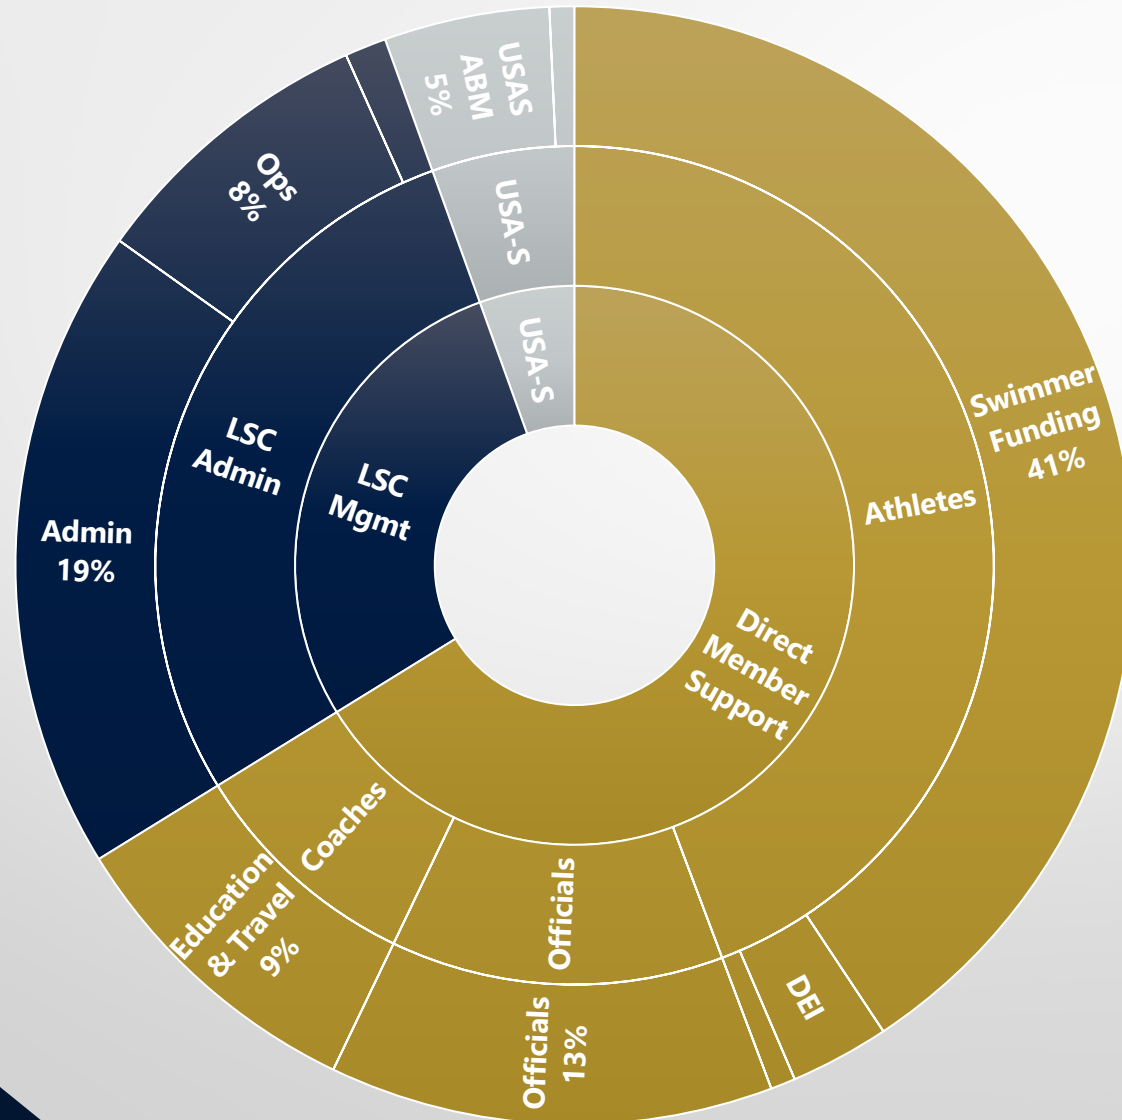 USAS
ABM
5%
USA-S
USA-S
Ops
8%
LSC
Admin
LSC
Mgmt
Admin
19%
Swimmer
Funding
41%
Athletes
Direct
Member
Support
Coaches
Education
& Travel
9%
Officials
Officials
13%
DEI